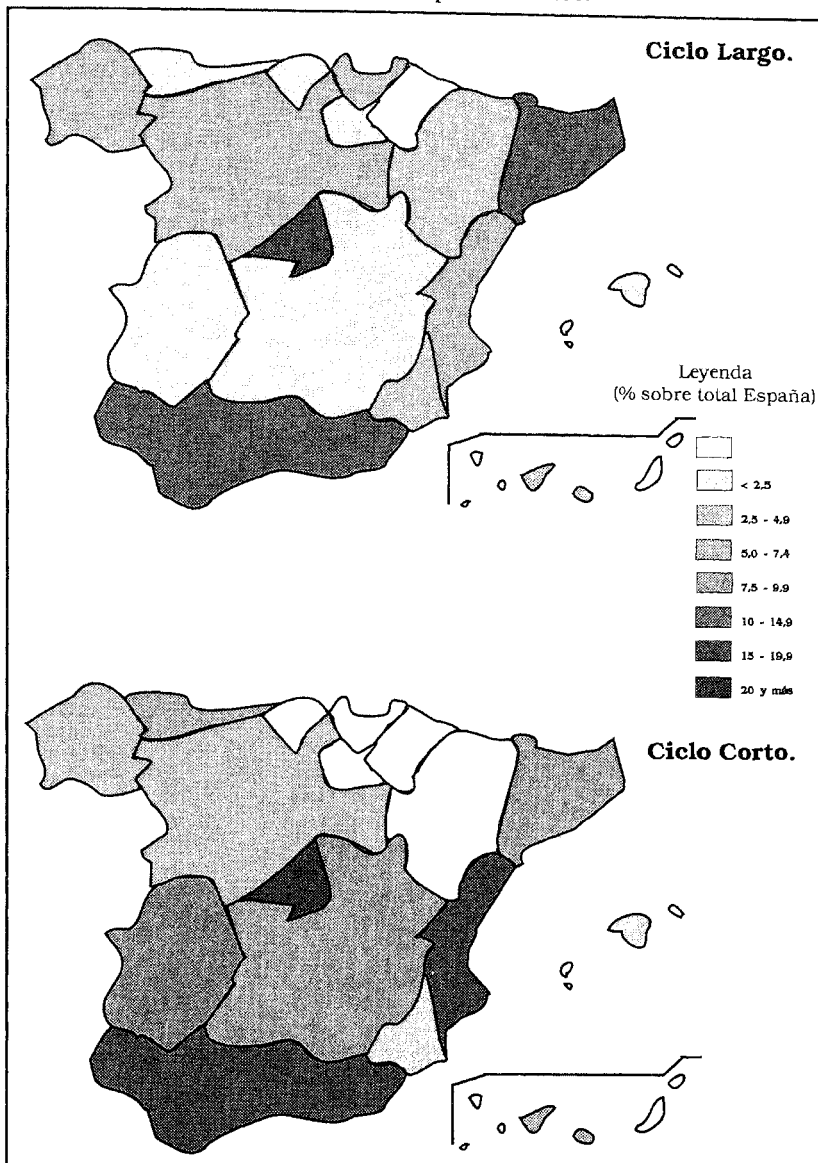 Ciclo Largo.
Leyenda
(% sobre total España)
< 2,5
2,5 - 4,9
5,0 - 7,4
7,5 - 9,9
10 - 14,9
15 - 19,9
20 y más
Ciclo Corto.